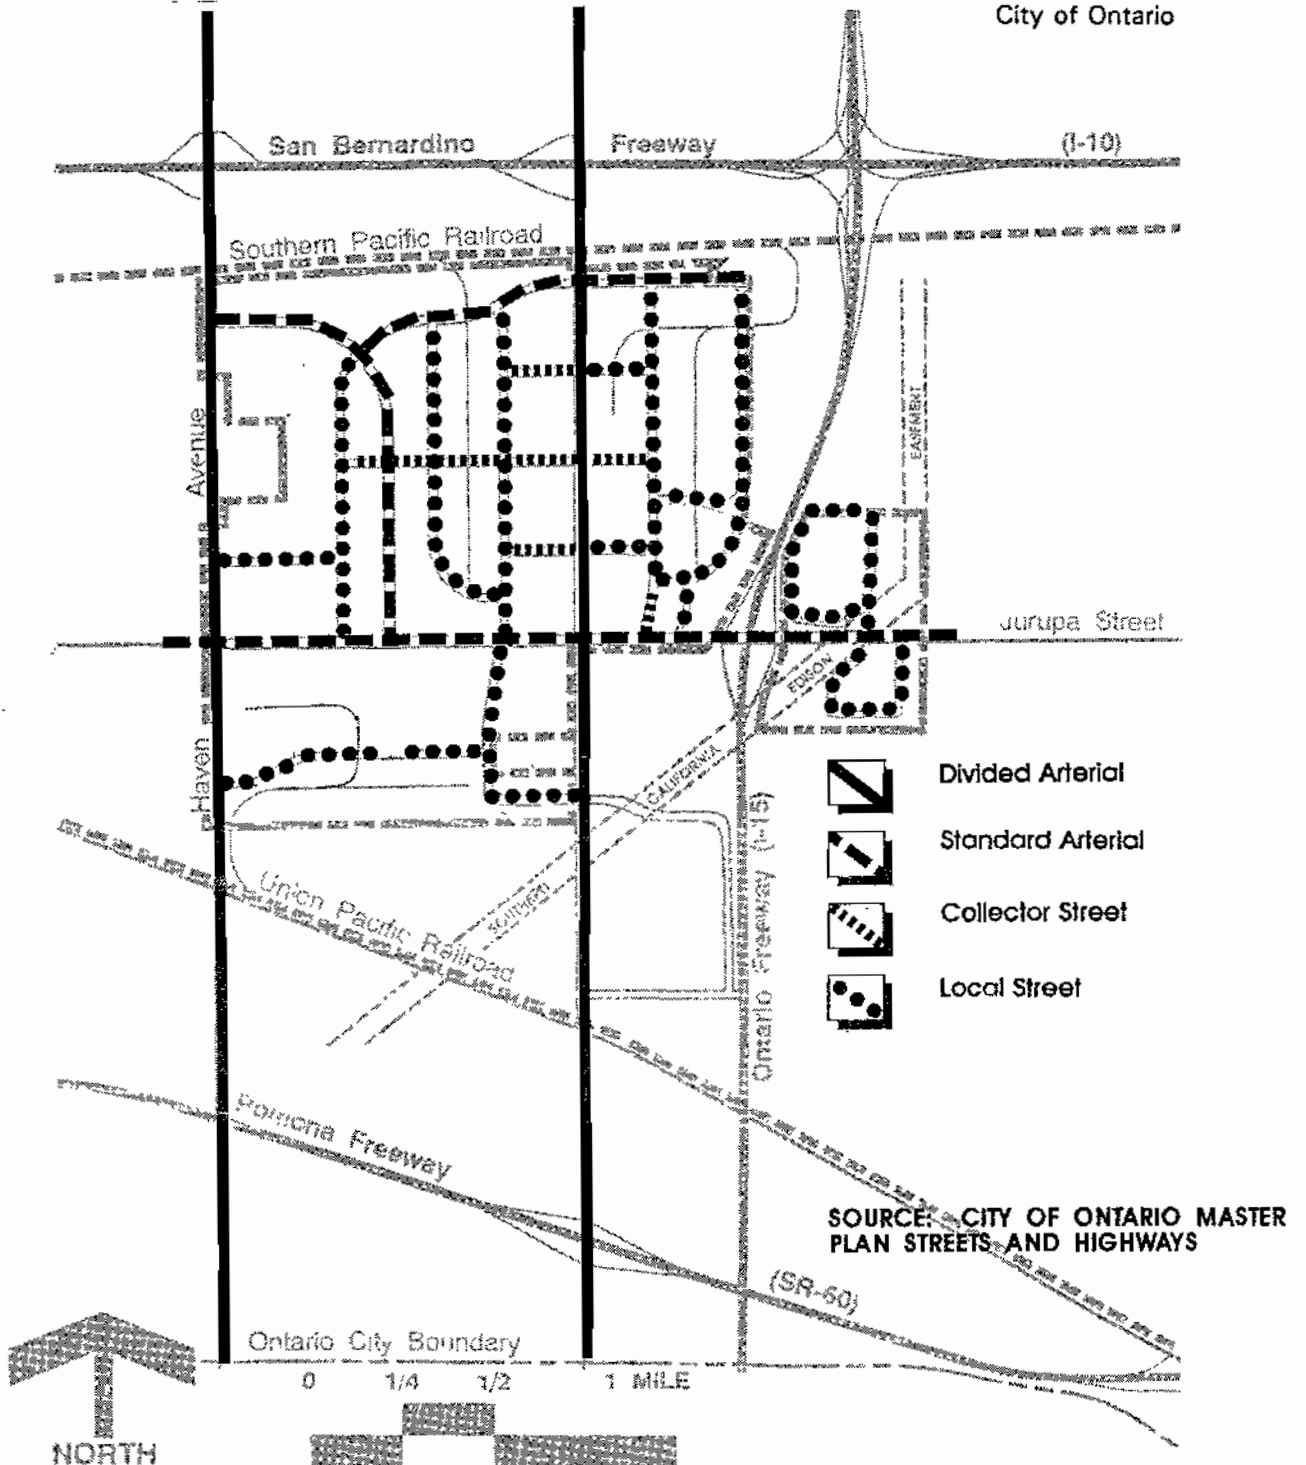 City of Ontario
San Bernardino Freeway (I-10)
Southern Pacific Railroad
Avenue
EASEMENT
Jurupa Street
EDISON
Haven
CALIFORNIA
Divided Arterial
Standard Arterial
Collector Street
Local Street
Ontario Freeway (I-15)
Union Pacific Railroad
SOUTHERN
Pomona Freeway
SOURCE: CITY OF ONTARIO MASTER
PLAN STREETS AND HIGHWAYS
(SR-60)
Ontario City Boundary
0 1/4 1/2 1 MILE
NORTH